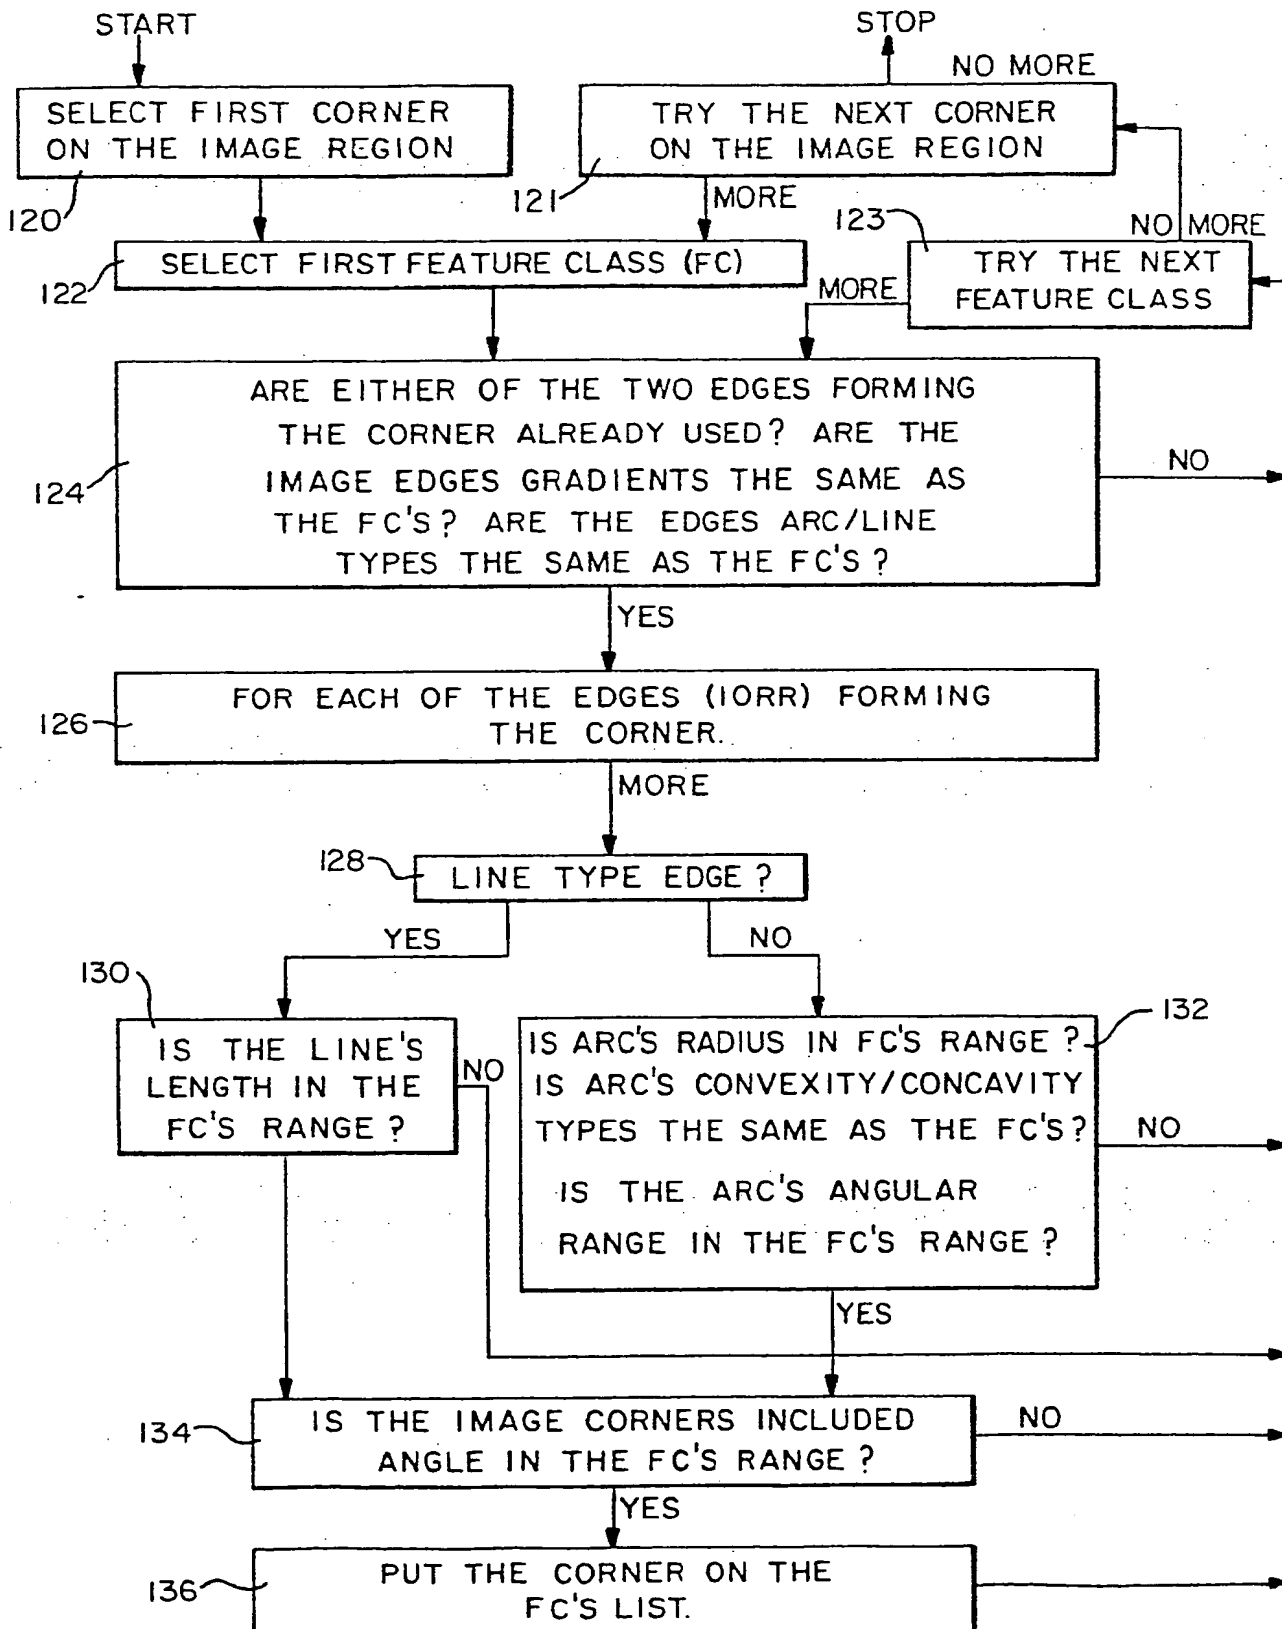 START
STOP
NO MORE
SELECT FIRST CORNER
ON THE IMAGE REGION
TRY THE NEXT CORNER
ON THE IMAGE REGION
120
121
MORE
123
NO MORE
122
SELECT FIRST FEATURE CLASS (FC)
MORE
TRY THE NEXT
FEATURE CLASS
124
ARE EITHER OF THE TWO EDGES FORMING
THE CORNER ALREADY USED? ARE THE
IMAGE EDGES GRADIENTS THE SAME AS
THE FC'S? ARE THE EDGES ARC/LINE
TYPES THE SAME AS THE FC'S?
NO
YES
126
FOR EACH OF THE EDGES (IORR) FORMING
THE CORNER.
MORE
128
LINE TYPE EDGE?
YES
NO
130
IS THE LINE'S
LENGTH IN THE
FC'S RANGE?
NO
132
IS ARC'S RADIUS IN FC'S RANGE?
IS ARC'S CONVEXITY/CONCAVITY
TYPES THE SAME AS THE FC'S?
IS THE ARC'S ANGULAR
RANGE IN THE FC'S RANGE?
NO
YES
134
IS THE IMAGE CORNERS INCLUDED
ANGLE IN THE FC'S RANGE?
NO
YES
136
PUT THE CORNER ON THE
FC'S LIST.